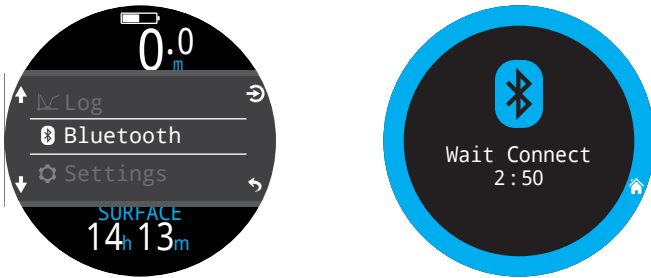 0.0
m
Log
Bluetooth
Settings
SURFACE
14h 13m
Wait Connect
2:50